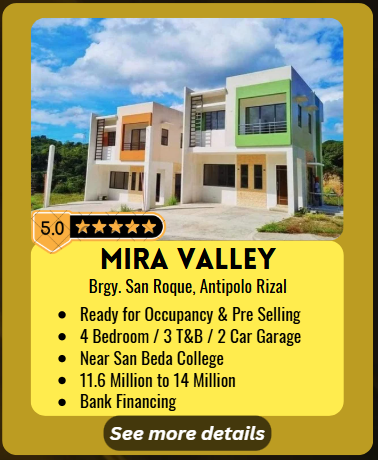 5.0
MIRA VALLEY
Brgy. San Roque, Antipolo Rizal
• Ready for Occupancy & Pre Selling
• 4 Bedroom / 3 T&B / 2 Car Garage
• Near San Beda College
• 11.6 Million to 14 Million
• Bank Financing
See more details